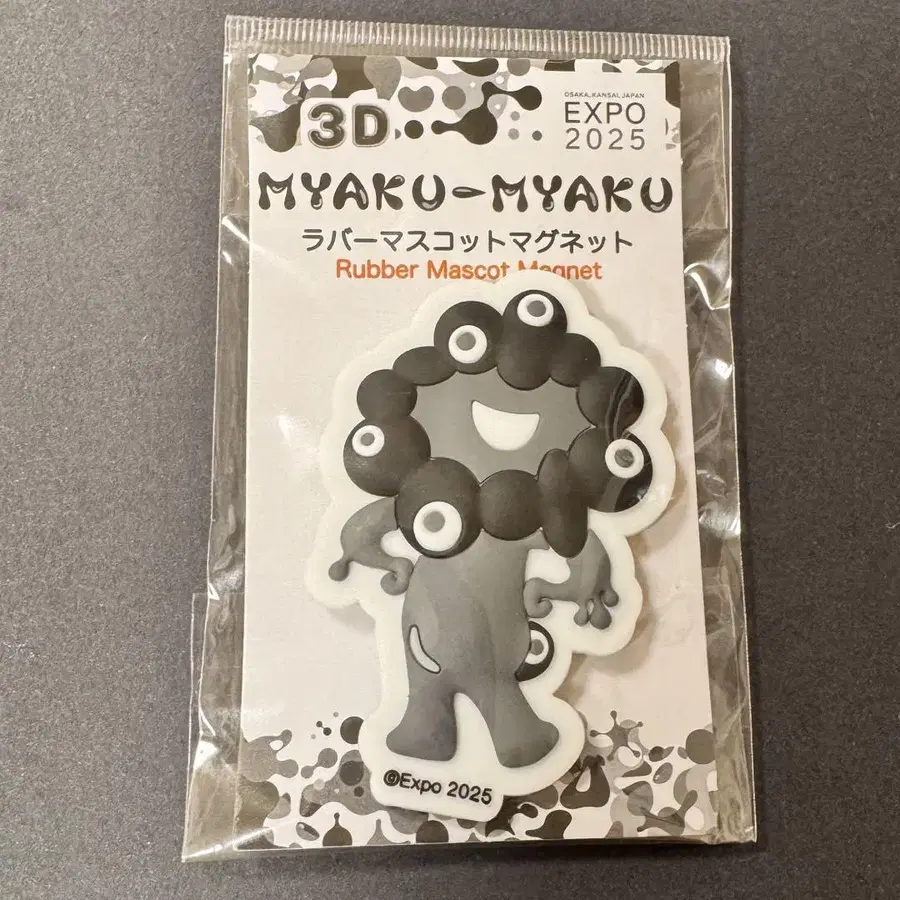 3D
OSAKA, KANSAI, JAPAN
EXPO
2025
MYAKU-MYAKU
ラバーマスコットマグネット
Rubber Mascot Magnet
©Expo 2025